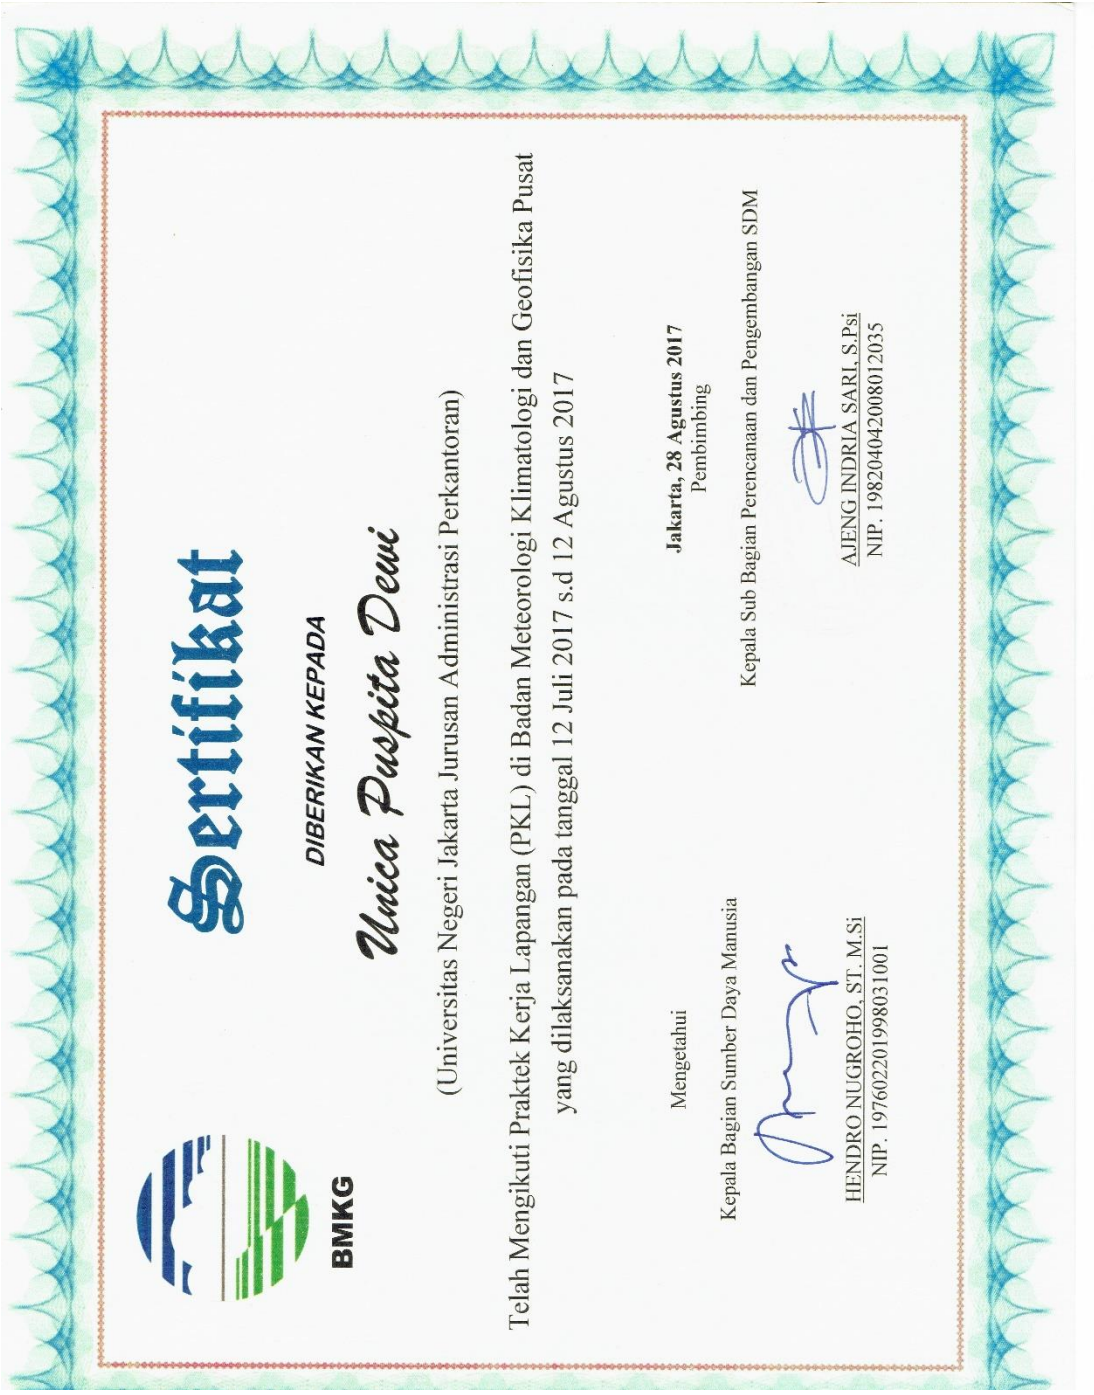 BMKG
Sertifikat
DIBERIKAN KEPADA
Unica Puspita Dewi
(Universitas Negeri Jakarta Jurusan Administrasi Perkantoran)
Telah Mengikuti Praktek Kerja Lapangan (PKL) di Badan Meteorologi Klimatologi dan Geofisika Pusat
yang dilaksanakan pada tanggal 12 Juli 2017 s.d 12 Agustus 2017
Mengetahui
Kepala Bagian Sumber Daya Manusia
HENDRO NUGROHO, ST. M.Si
NIP. 197602201998031001
Jakarta, 28 Agustus 2017
Pembimbing
Kepala Sub Bagian Perencanaan dan Pengembangan SDM
AJENG INDRIA SARI, S.Psi
NIP. 198204042008012035